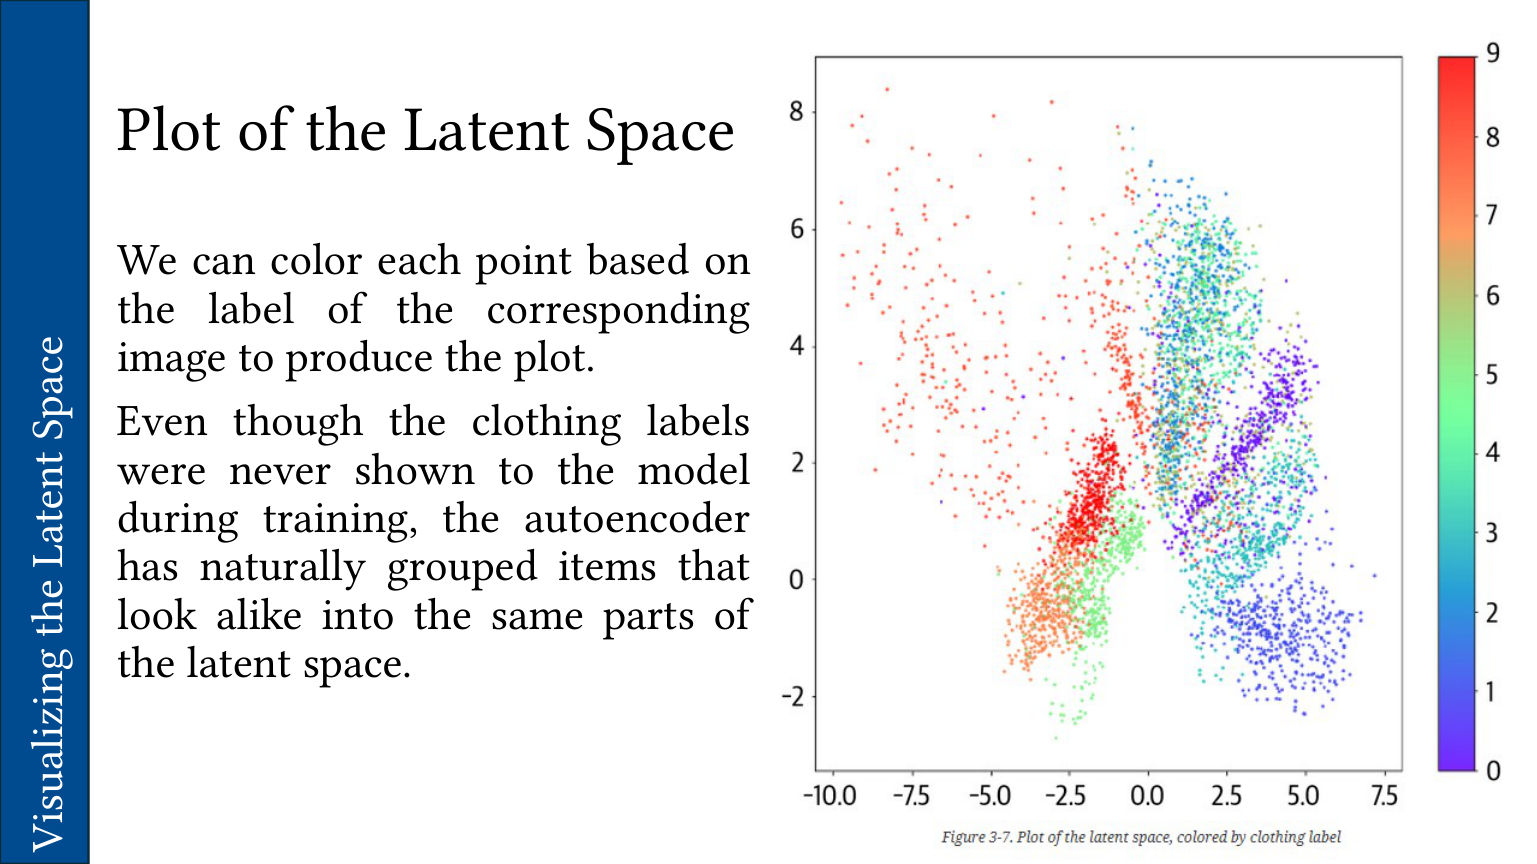 Visualizing the Latent Space
Plot of the Latent Space
We can color each point based on
the label of the corresponding
image to produce the plot.
Even though the clothing labels
were never shown to the model
during training, the autoencoder
has naturally grouped items that
look alike into the same parts of
the latent space.
8
6
4
2
0
−2
−10.0 −7.5 −5.0 −2.5 0.0 2.5 5.0 7.5
9
8
7
6
5
4
3
2
1
0
Figure 3-7. Plot of the latent space, colored by clothing label